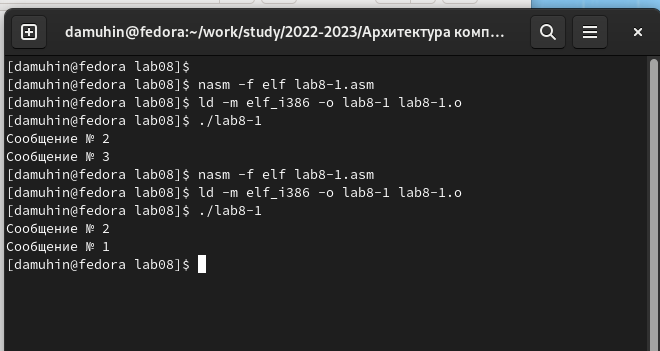 damuhin@fedora:~/work/study/2022-2023/Архитектура комп...
[damuhin@fedora lab08]$
[damuhin@fedora lab08]$ nasm -f elf lab8-1.asm
[damuhin@fedora lab08]$ ld -m elf_i386 -o lab8-1 lab8-1.o
[damuhin@fedora lab08]$ ./lab8-1
Сообщение № 2
Сообщение № 3
[damuhin@fedora lab08]$ nasm -f elf lab8-1.asm
[damuhin@fedora lab08]$ ld -m elf_i386 -o lab8-1 lab8-1.o
[damuhin@fedora lab08]$ ./lab8-1
Сообщение № 2
Сообщение № 1
[damuhin@fedora lab08]$